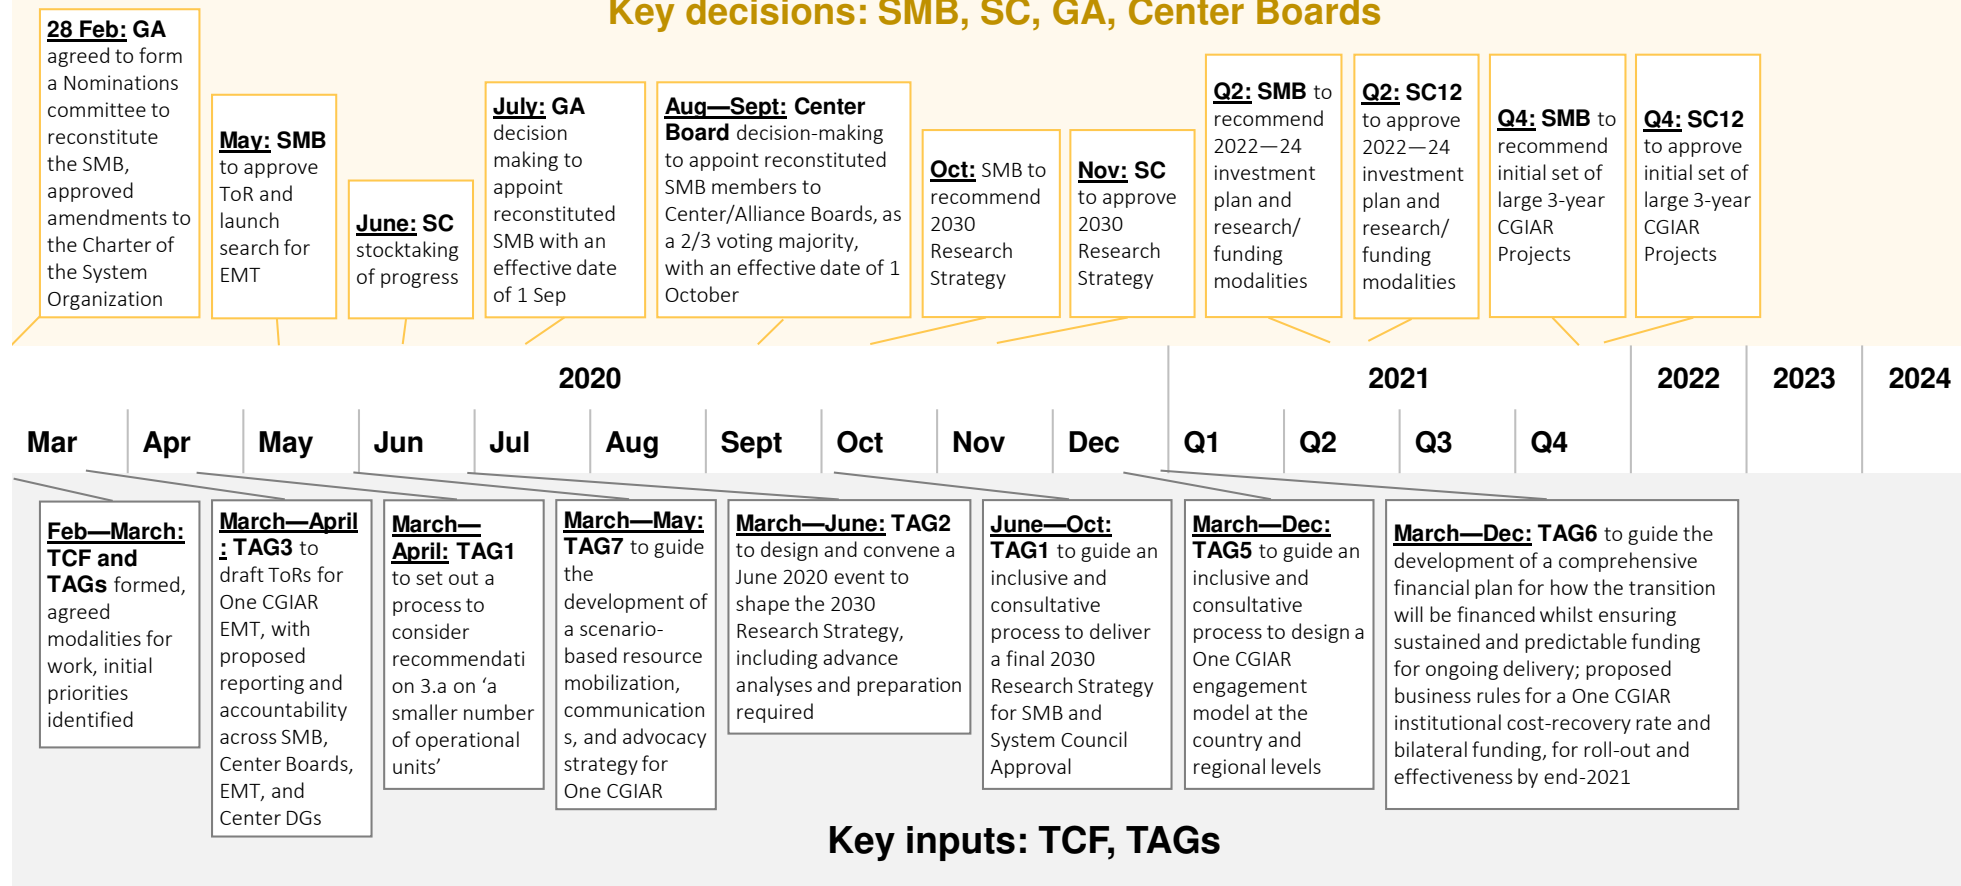 Key decisions: SMB, SC, GA, Center Boards
28 Feb: GA
agreed to form
a Nominations
committee to
reconstitute
the SMB,
approved
amendments to
the Charter of
the System
Organization
May: SMB
to approve
ToR and
launch
search for
EMT
June: SC
stocktaking
of progress
July: GA
decision
making to
appoint
reconstituted
SMB with an
effective date
of 1 Sep
Aug—Sept: Center
Board decision-making
to appoint reconstituted
SMB members to
Center/Alliance Boards, as
a 2/3 voting majority,
with an effective date of 1
October
Oct: SMB to
recommend
2030
Research
Strategy
Nov: SC
to approve
2030
Research
Strategy
Q2: SMB to
recommend
2022—24
investment
plan and
research/
funding
modalities
Q2: SC12
to approve
2022—24
investment
plan and
research/
funding
modalities
Q4: SMB to
recommend
initial set of
large 3-year
CGIAR
Projects
Q4: SC12
to approve
initial set of
large 3-year
CGIAR
Projects
2020 2021 2022 2023 2024
Mar Apr May Jun Jul Aug Sept Oct Nov Dec Q1 Q2 Q3 Q4
Feb—March:
TCF and
TAGs formed,
agreed
modalities for
work, initial
priorities
identified
March—April
: TAG3 to
draft ToRs for
One CGIAR
EMT, with
proposed
reporting and
accountability
across SMB,
Center Boards,
EMT, and
Center DGs
March—
April: TAG1
to set out a
process to
consider
recommendati
on 3.a on ‘a
smaller number
of operational
units’
March—May:
TAG7 to guide
the
development of
a scenario-
based resource
mobilization,
communication
s, and advocacy
strategy for
One CGIAR
March—June: TAG2
to design and convene a
June 2020 event to
shape the 2030
Research Strategy,
including advance
analyses and preparation
required
June—Oct:
TAG1 to guide an
inclusive and
consultative
process to deliver
a final 2030
Research Strategy
for SMB and
System Council
Approval
March—Dec:
TAG5 to guide an
inclusive and
consultative
process to design a
One CGIAR
engagement
model at the
country and
regional levels
March—Dec: TAG6 to guide the
development of a comprehensive
financial plan for how the transition
will be financed whilst ensuring
sustained and predictable funding
for ongoing delivery; proposed
business rules for a One CGIAR
institutional cost-recovery rate and
bilateral funding, for roll-out and
effectiveness by end-2021
Key inputs: TCF, TAGs